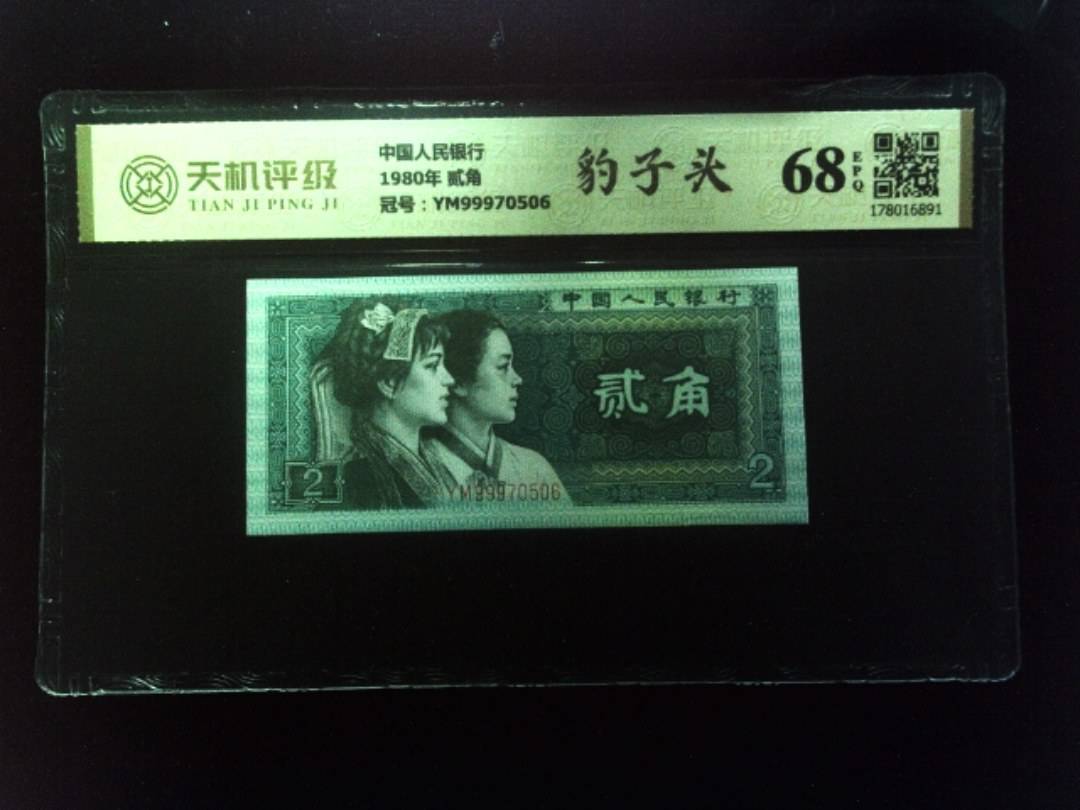 天机评级
TIAN JI PING JI
中国人民银行
1980年 贰角
冠号：YM99970506
豹子头
68
EPQ
178016891
中国人民银行
贰角
2
2
YM99970506